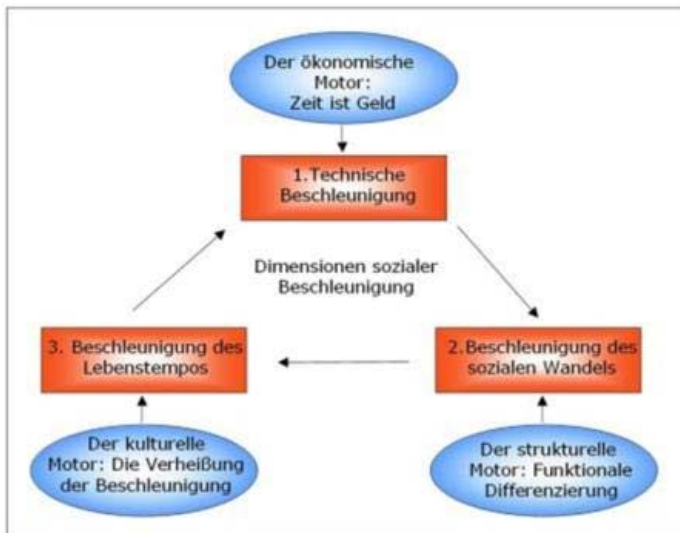 Der ökonomische
Motor:
Zeit ist Geld
1.Technische
Beschleunigung
Dimensionen sozialer
Beschleunigung
3. Beschleunigung des
Lebenstempos
2.Beschleunigung des
sozialen Wandels
Der kulturelle
Motor: Die Verheißung
der Beschleunigung
Der strukturelle
Motor: Funktionale
Differenzierung